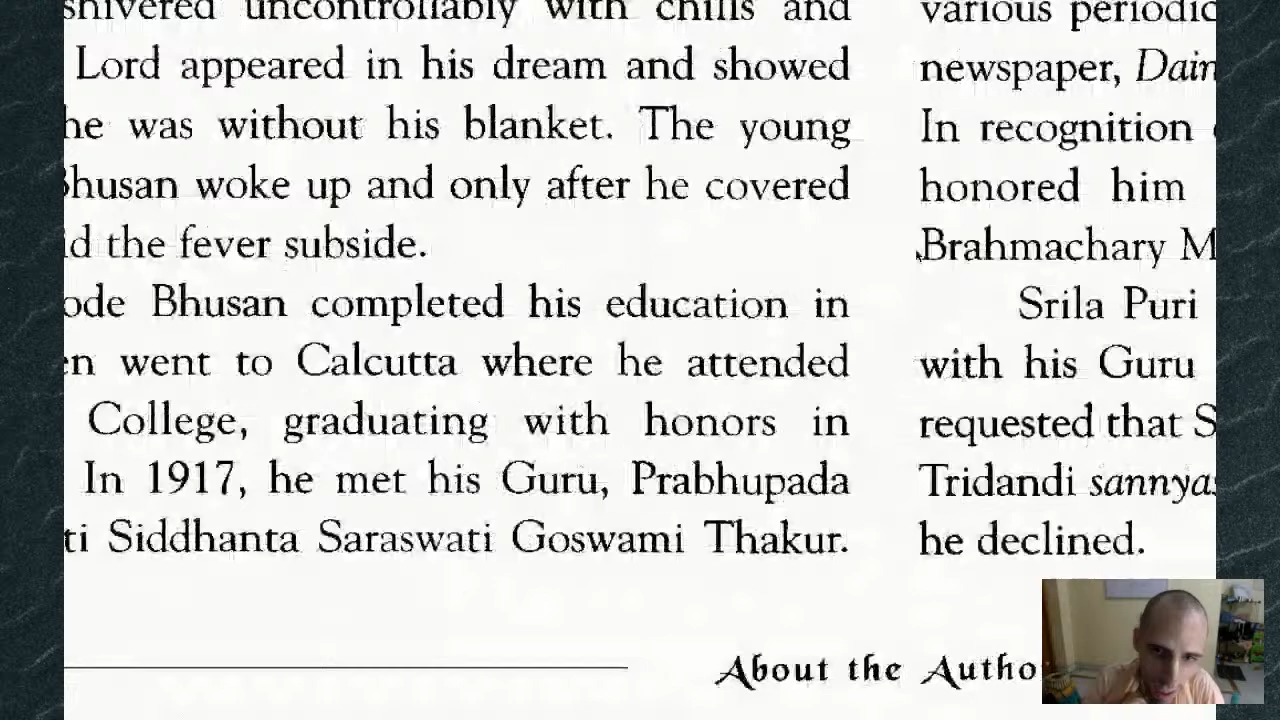 shivered uncontrollably with chills and
Lord appeared in his dream and showed
he was without his blanket. The young
Bhusan woke up and only after he covered
id the fever subside.
ode Bhusan completed his education in
en went to Calcutta where he attended
College, graduating with honors in
In 1917, he met his Guru, Prabhupada
ti Siddhanta Saraswati Goswami Thakur.
various periodic
newspaper, Dain
In recognition
honored him
Brahmachary M
Srila Puri
with his Guru
requested that S
Tridandi sannyas
he declined.
About the Autho